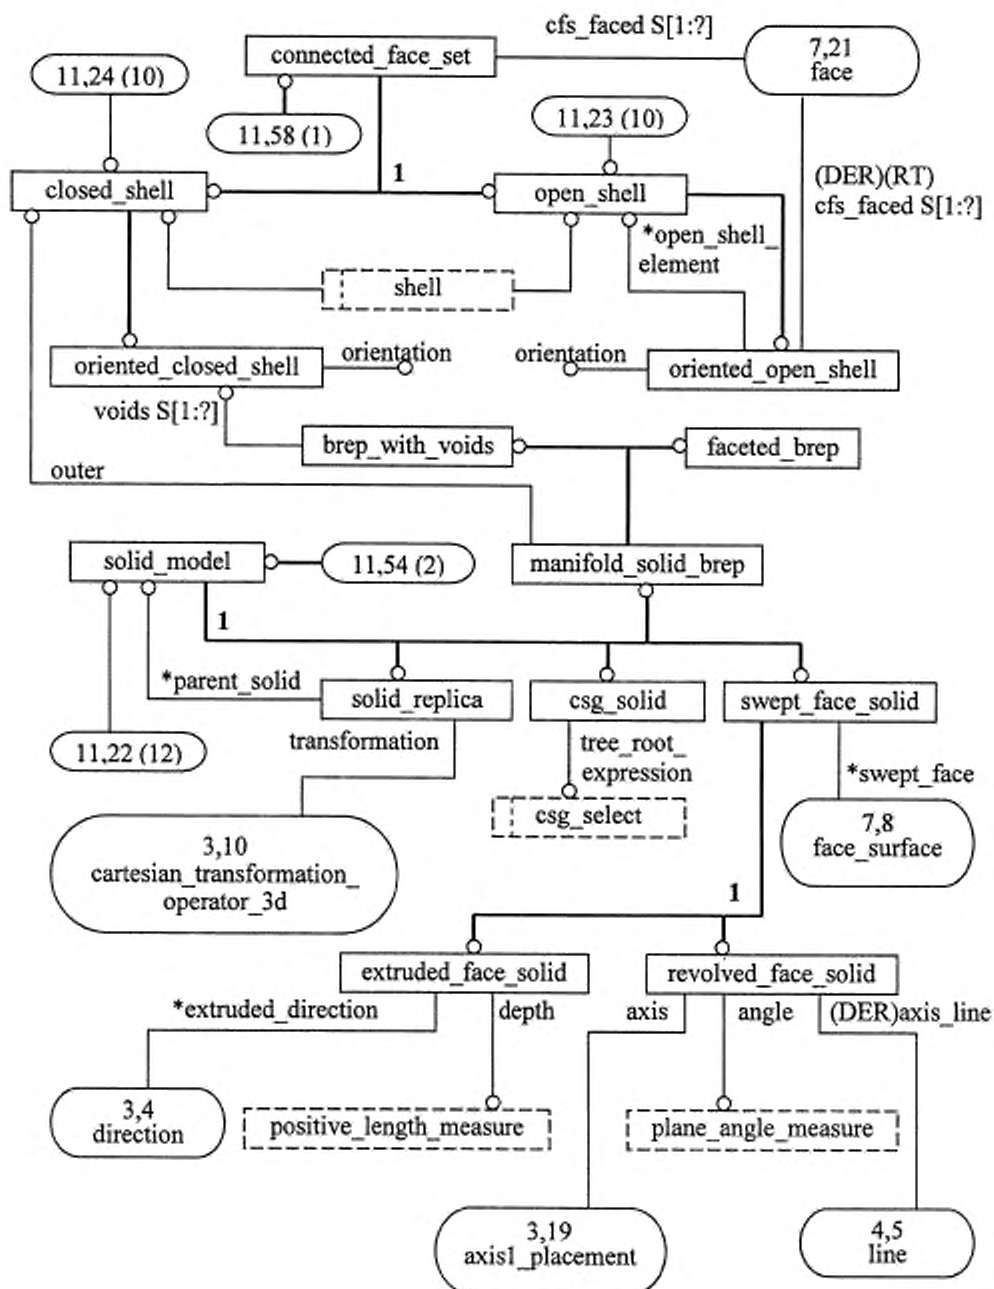 cfs_faced S[1:?]
connected_face_set
7,21
face
11,24 (10)
11,58 (1)
11,23 (10)
1
closed_shell
open_shell
(DER)(RT)
cfs_faced S[1:?]
*open_shell_
element
shell
orientation
orientation
oriented_closed_shell
oriented_open_shell
voids S[1:?]
brep_with_voids
faceted_brep
outer
solid_model
11,54 (2)
manifold_solid_brep
1
*parent_solid
solid_replica
csg_solid
swept_face_solid
11,22 (12)
transformation
tree_root_
expression
*swept_face
csg_select
7,8
face_surface
3,10
cartesian_transformation_
operator_3d
1
extruded_face_solid
revolved_face_solid
*extruded_direction
depth
axis
angle
(DER)axis_line
3,4
direction
positive_length_measure
plane_angle_measure
3,19
axis1_placement
4,5
line